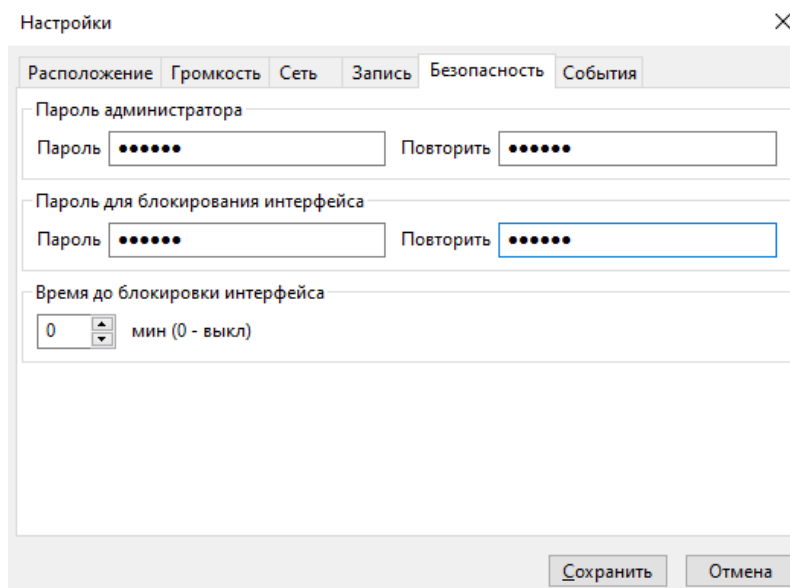 Настройки
Расположение Громкость Сеть Запись Безопасность События
Пароль администратора
Пароль ●●●●●● Повторить ●●●●●●
Пароль для блокирования интерфейса
Пароль ●●●●●● Повторить ●●●●●●
Время до блокировки интерфейса
0 мин (0 - выкл)
Сохранить Отмена